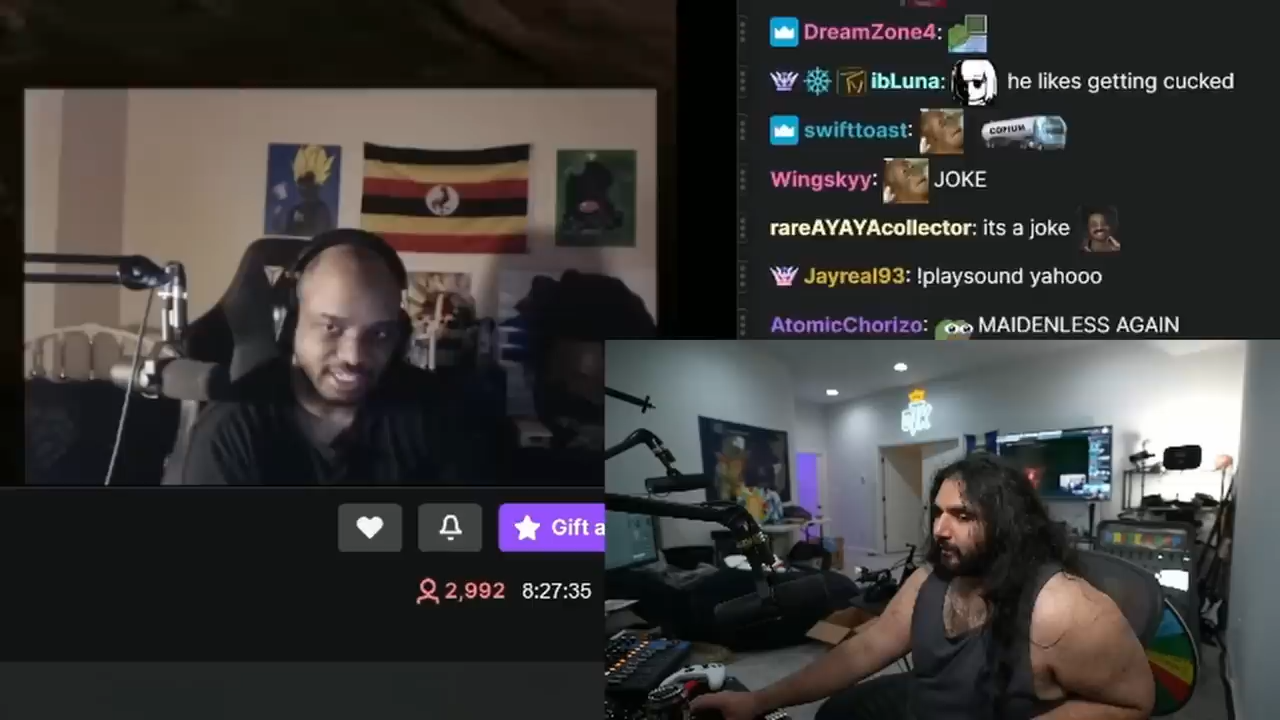 DreamZone4:
ibLuna: he likes getting cucked
swifttoast: COPIUM
Wingskyy: JOKE
rareAYAYAcollector: its a joke
Jayreal93: !playsound yahooo
AtomicChorizo: MAIDENLESS AGAIN
Gift a
2,992 8:27:35